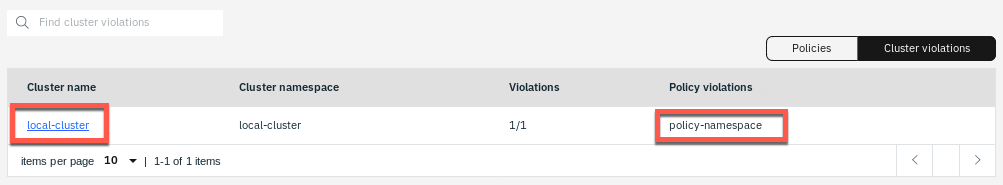 Find cluster violations
Policies Cluster violations
Cluster name Cluster namespace Violations Policy violations
local-cluster local-cluster 1/1 policy-namespace
items per page 10 | 1-1 of 1 items